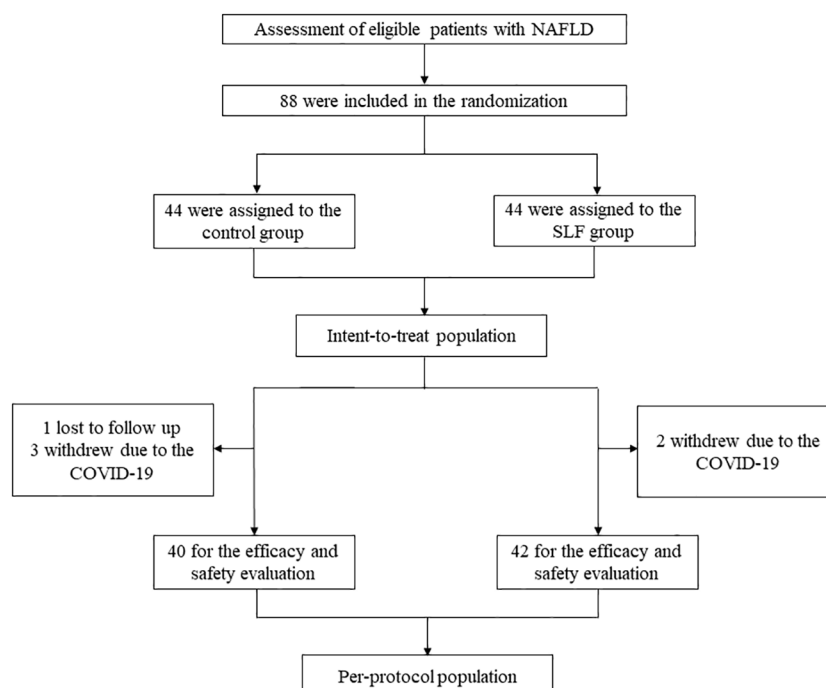 Assessment of eligible patients with NAFLD
88 were included in the randomization
44 were assigned to the
control group
44 were assigned to the
SLF group
Intent-to-treat population
1 lost to follow up
3 withdrew due to the
COVID-19
2 withdrew due to the
COVID-19
40 for the efficacy and
safety evaluation
42 for the efficacy and
safety evaluation
Per-protocol population